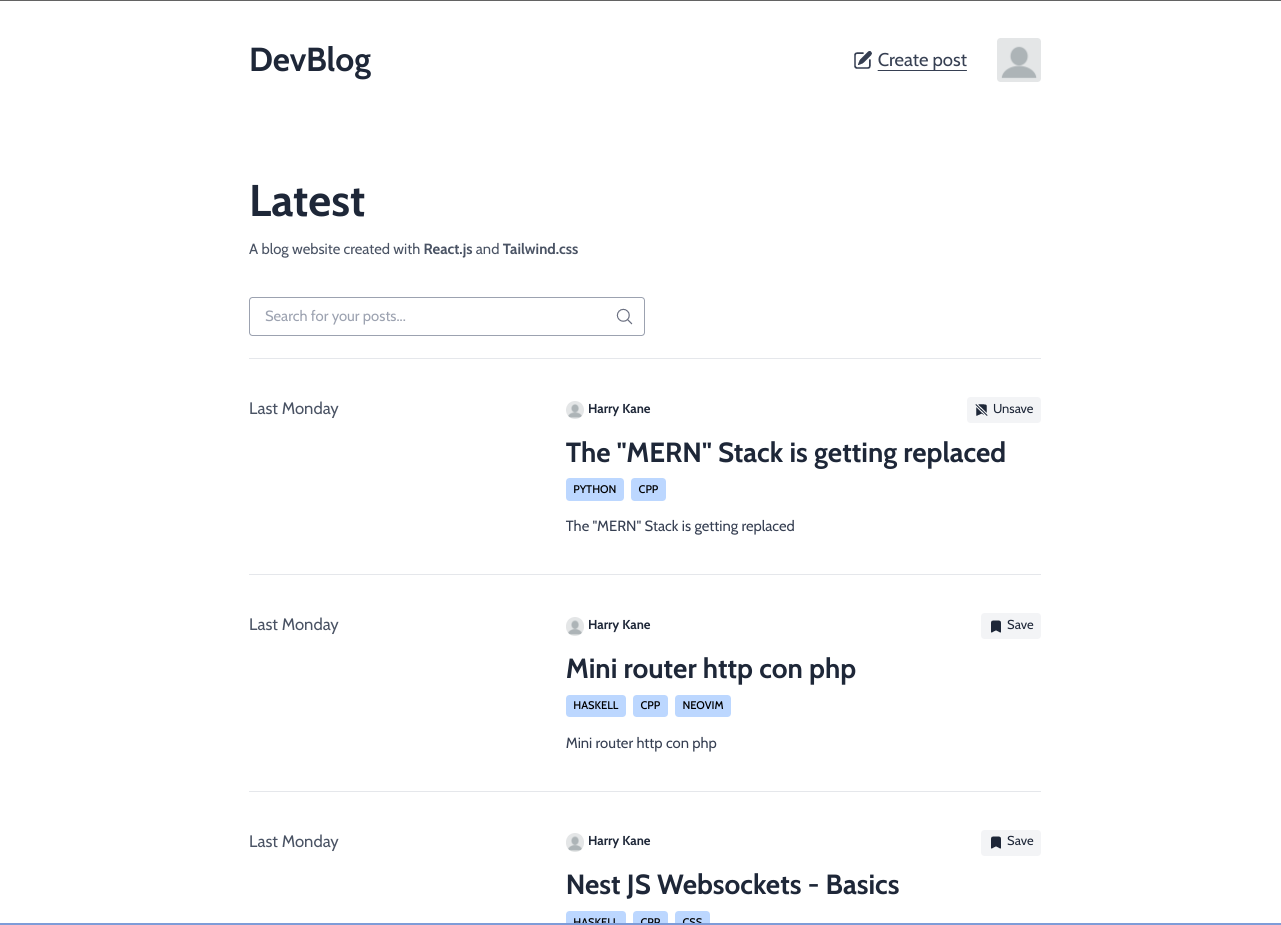 DevBlog
Create post
Latest
A blog website created with React.js and Tailwind.css
Search for your posts...
Last Monday
Harry Kane
Unsave
The "MERN" Stack is getting replaced
PYTHON CPP
The "MERN" Stack is getting replaced
Last Monday
Harry Kane
Save
Mini router http con php
HASKELL CPP NEOVIM
Mini router http con php
Last Monday
Harry Kane
Save
Nest JS Websockets - Basics
HASKELL CPP CSS